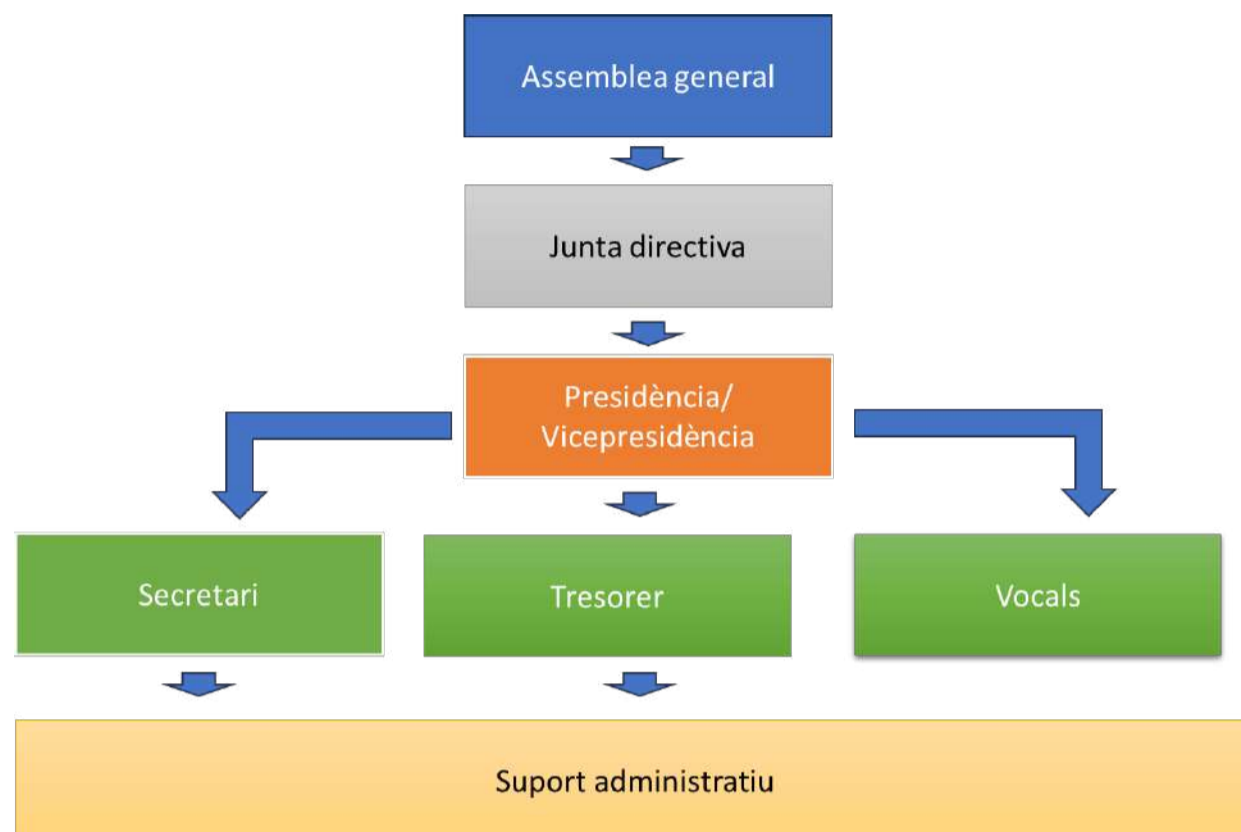 Assemblea general
Junta directiva
Presidència/
Vicepresidència
Secretari
Tresorer
Vocals
Suport administratiu